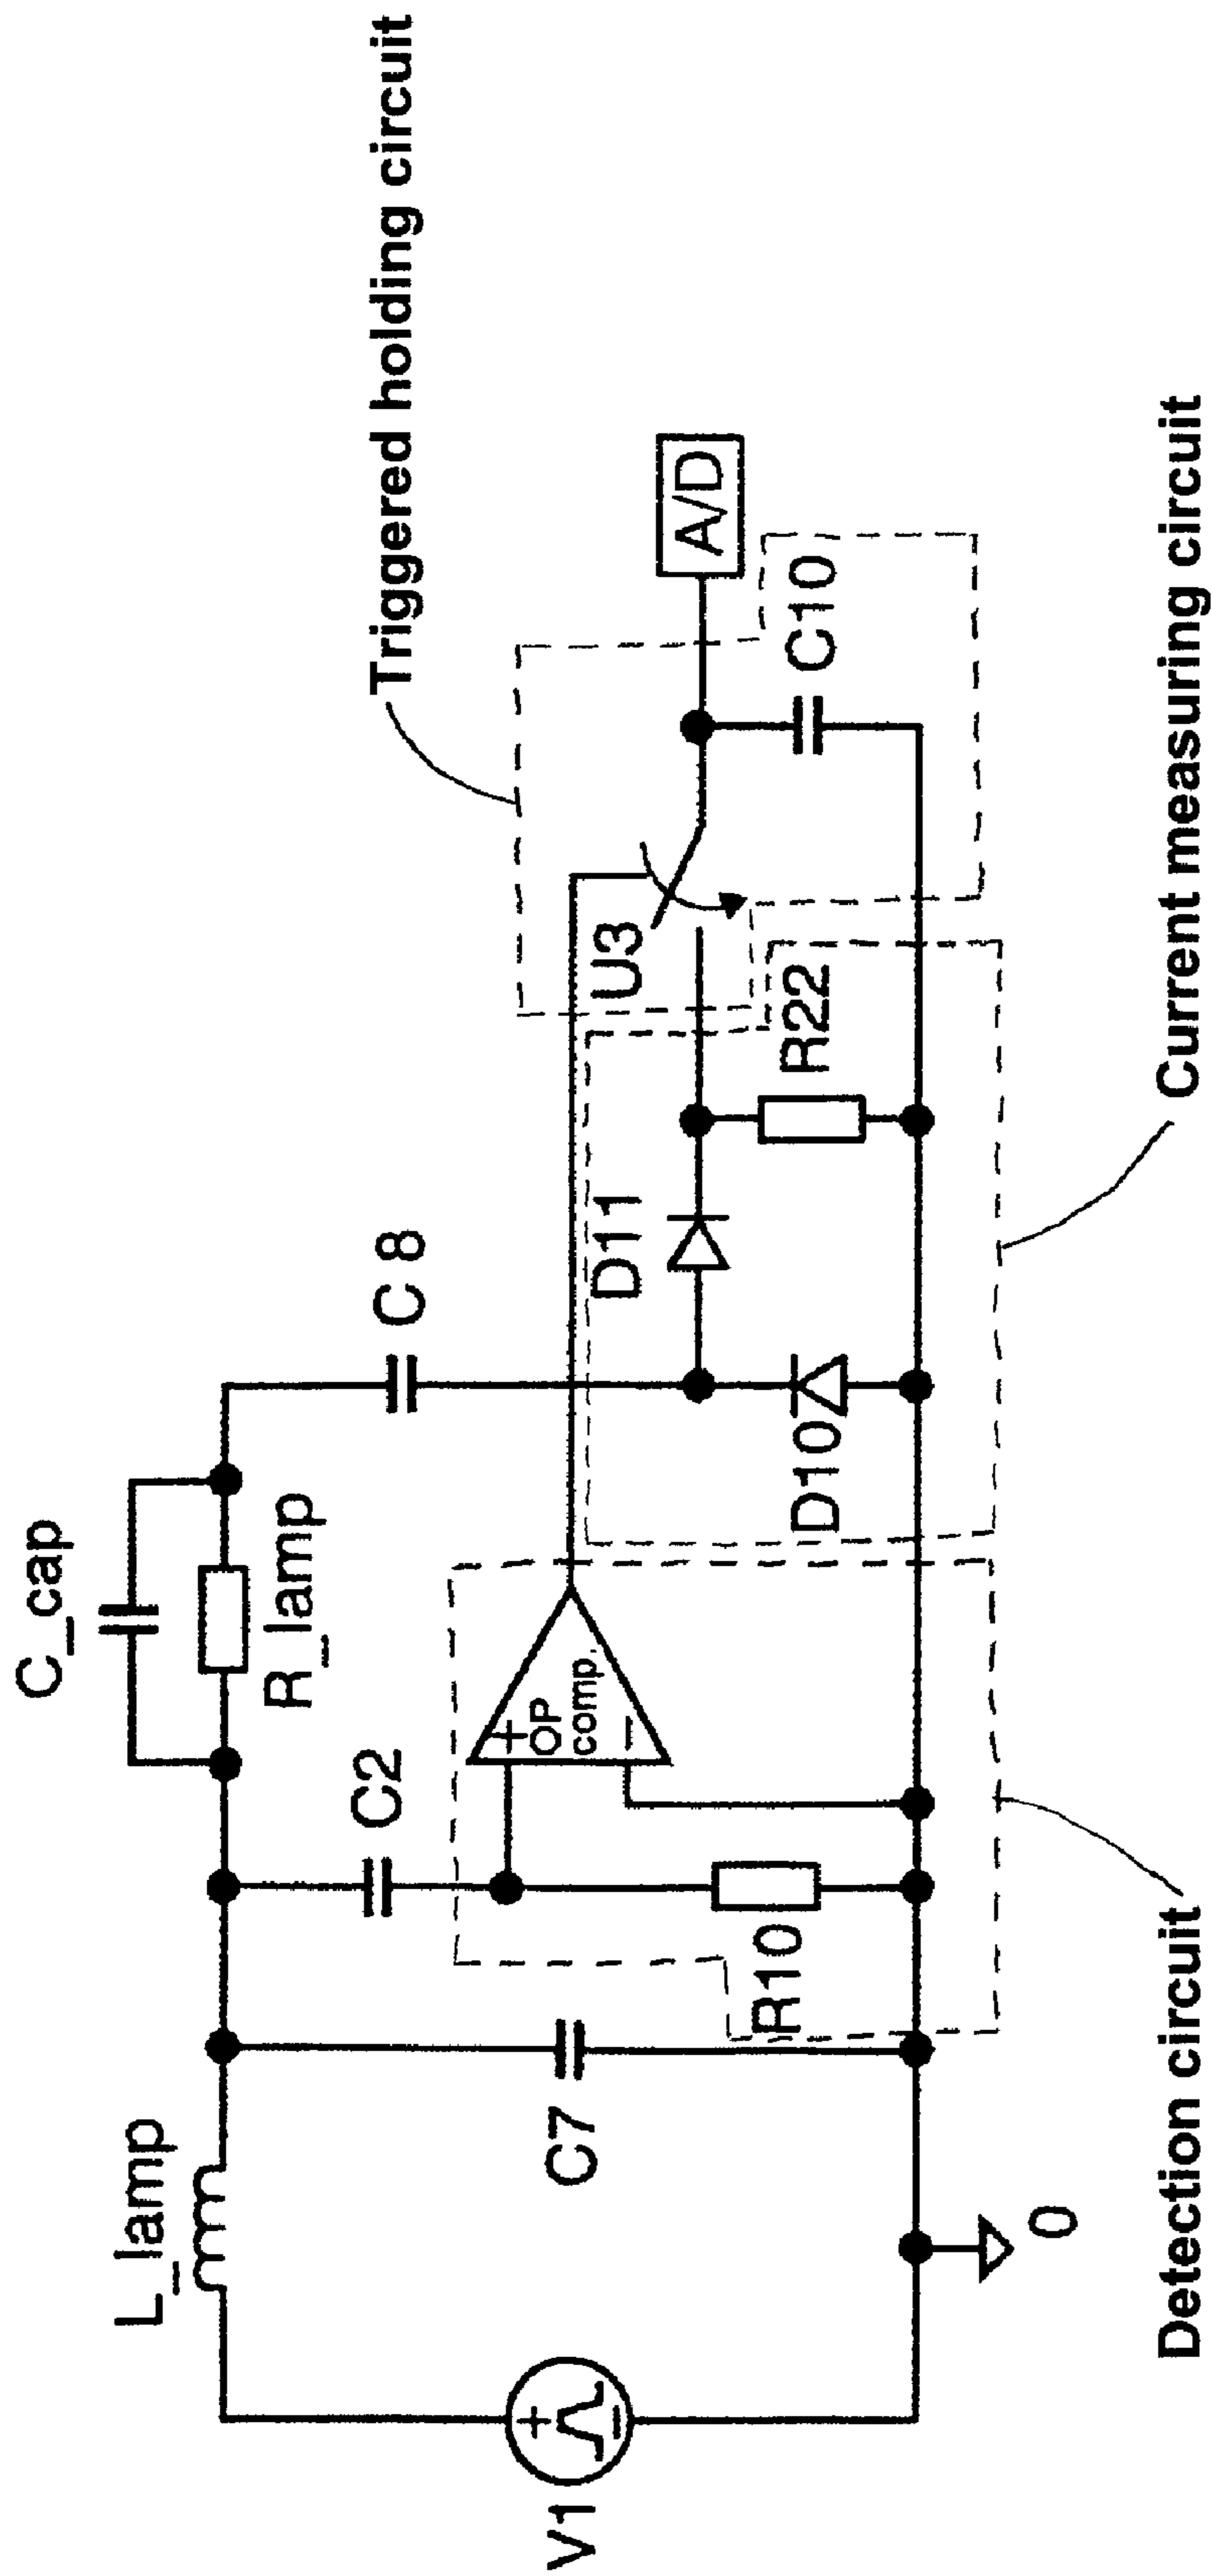 Triggered holding circuit
C_cap
R_lamp
L_lamp
C 8
C2
C7
+
OP
comp.
−
U3
A/D
C10
D11
R22
D10
R10
V1
+
−
0
Detection circuit
Current measuring circuit